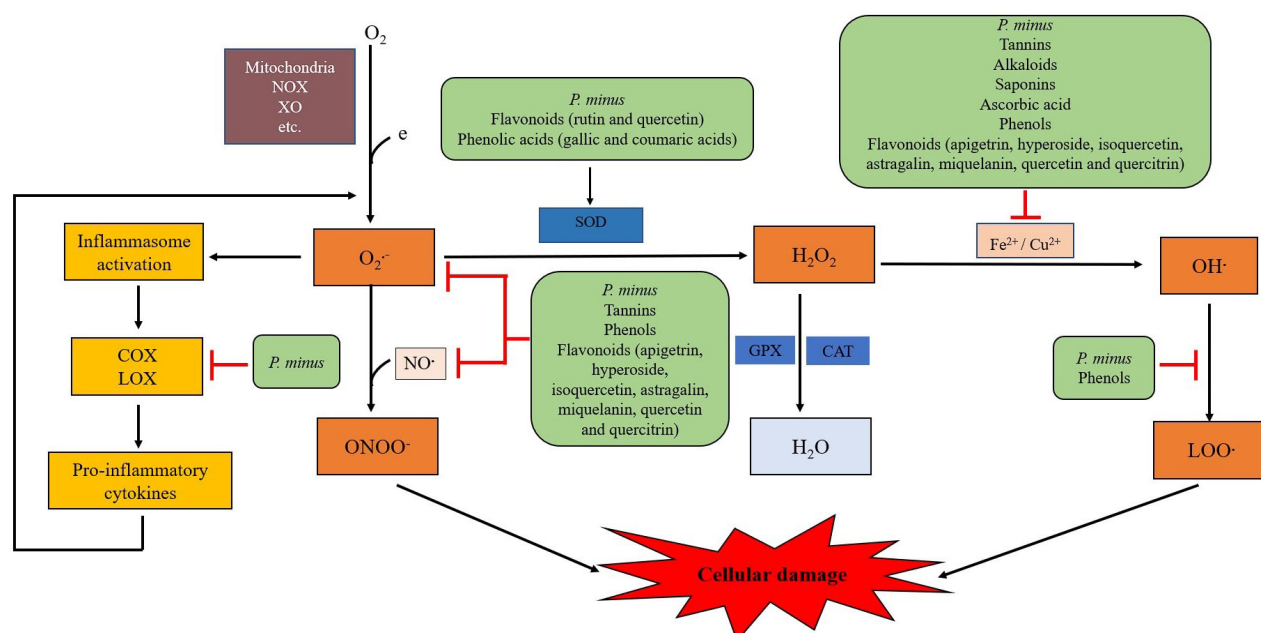 O₂
Mitochondria
NOX
XO
etc.
e
P. minus
Flavonoids (rutin and quercetin)
Phenolic acids (gallic and coumaric acids)
P. minus
Tannins
Alkaloids
Saponins
Ascorbic acid
Phenols
Flavonoids (apigetrin, hyperoside, isoquercetin,
astragalin, miquelanin, quercetin and quercitrin)
SOD
Fe²⁺ / Cu²⁺
Inflammasome
activation
O₂·⁻
H₂O₂
OH·
P. minus
Tannins
Phenols
Flavonoids (apigetrin,
hyperoside,
isoquercetin, astragalin,
miquelanin, quercetin
and quercitrin)
COX
LOX
P. minus
NO·
GPX
CAT
P. minus
Phenols
ONOO⁻
H₂O
LOO·
Pro-inflammatory
cytokines
Cellular damage